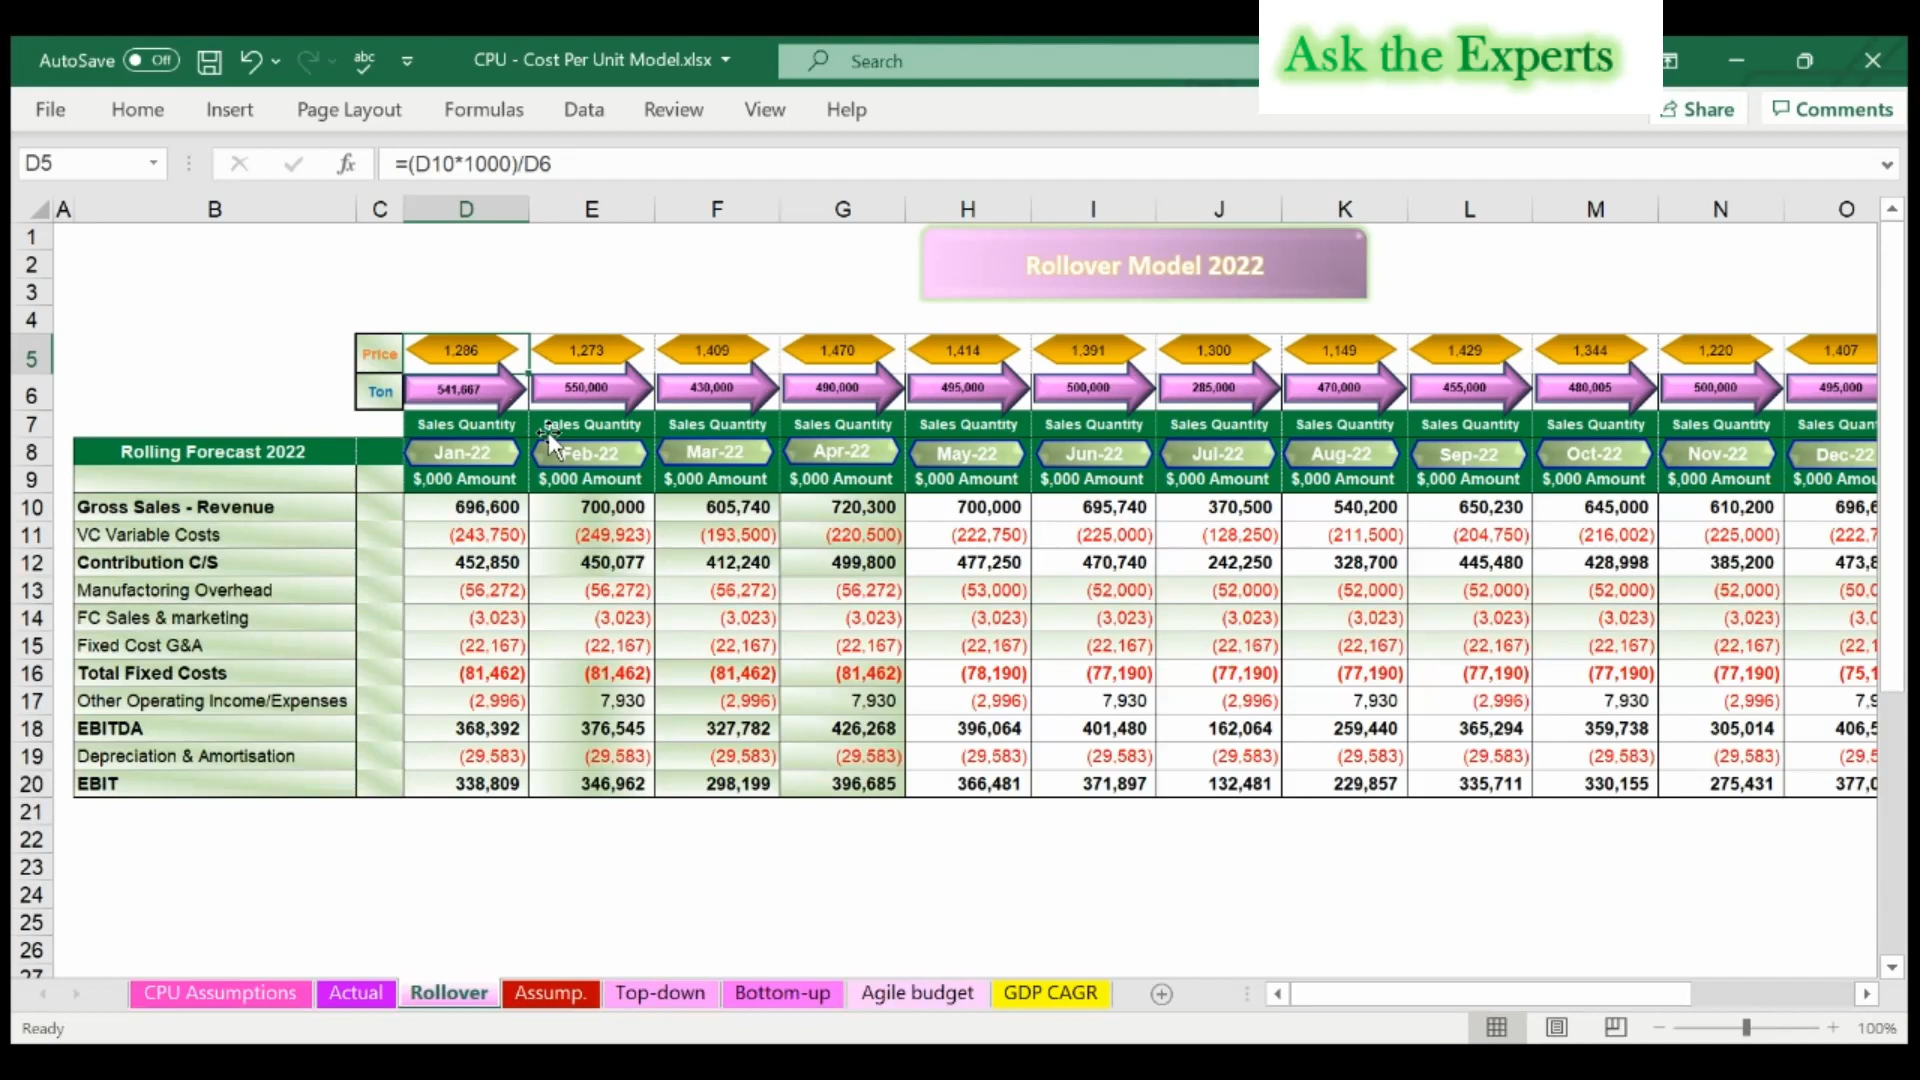 Ask the Experts
AutoSave Off abc CPU - Cost Per Unit Model.xlsx Search
File Home Insert Page Layout Formulas Data Review View Help Share Comments
D5 fx =(D10*1000)/D6
A B C D E F G H I J K L M N O
1
2 Rollover Model 2022
3
4
5 Price 1,286 1,273 1,409 1,470 1,414 1,391 1,300 1,149 1,429 1,344 1,220 1,407
6 Ton 541,667 550,000 430,000 490,000 495,000 500,000 285,000 470,000 455,000 480,005 500,000 495,000
7 Sales Quantity Sales Quantity Sales Quantity Sales Quantity Sales Quantity Sales Quantity Sales Quantity Sales Quantity Sales Quantity Sales Quantity Sales Quantity Sales Quan
8 Rolling Forecast 2022 Jan-22 Feb-22 Mar-22 Apr-22 May-22 Jun-22 Jul-22 Aug-22 Sep-22 Oct-22 Nov-22 Dec-22
9 $,000 Amount $,000 Amount $,000 Amount $,000 Amount $,000 Amount $,000 Amount $,000 Amount $,000 Amount $,000 Amount $,000 Amount $,000 Amount $,000 Amou
10 Gross Sales - Revenue 696,600 700,000 605,740 720,300 700,000 695,740 370,500 540,200 650,230 645,000 610,200 696,6
11 VC Variable Costs (243,750) (249,923) (193,500) (220,500) (222,750) (225,000) (128,250) (211,500) (204,750) (216,002) (225,000) (222,7
12 Contribution C/S 452,850 450,077 412,240 499,800 477,250 470,740 242,250 328,700 445,480 428,998 385,200 473,8
13 Manufactoring Overhead (56,272) (56,272) (56,272) (56,272) (53,000) (52,000) (52,000) (52,000) (52,000) (52,000) (52,000) (50,0
14 FC Sales & marketing (3,023) (3,023) (3,023) (3,023) (3,023) (3,023) (3,023) (3,023) (3,023) (3,023) (3,023) (3,0
15 Fixed Cost G&A (22,167) (22,167) (22,167) (22,167) (22,167) (22,167) (22,167) (22,167) (22,167) (22,167) (22,167) (22,1
16 Total Fixed Costs (81,462) (81,462) (81,462) (81,462) (78,190) (77,190) (77,190) (77,190) (77,190) (77,190) (77,190) (75,1
17 Other Operating Income/Expenses (2,996) 7,930 (2,996) 7,930 (2,996) 7,930 (2,996) 7,930 (2,996) 7,930 (2,996) 7,9
18 EBITDA 368,392 376,545 327,782 426,268 396,064 401,480 162,064 259,440 365,294 359,738 305,014 406,5
19 Depreciation & Amortisation (29,583) (29,583) (29,583) (29,583) (29,583) (29,583) (29,583) (29,583) (29,583) (29,583) (29,583) (29,5
20 EBIT 338,809 346,962 298,199 396,685 366,481 371,897 132,481 229,857 335,711 330,155 275,431 377,0
21
22
23
24
25
26
27
CPU Assumptions Actual Rollover Assump. Top-down Bottom-up Agile budget GDP CAGR
Ready 100%